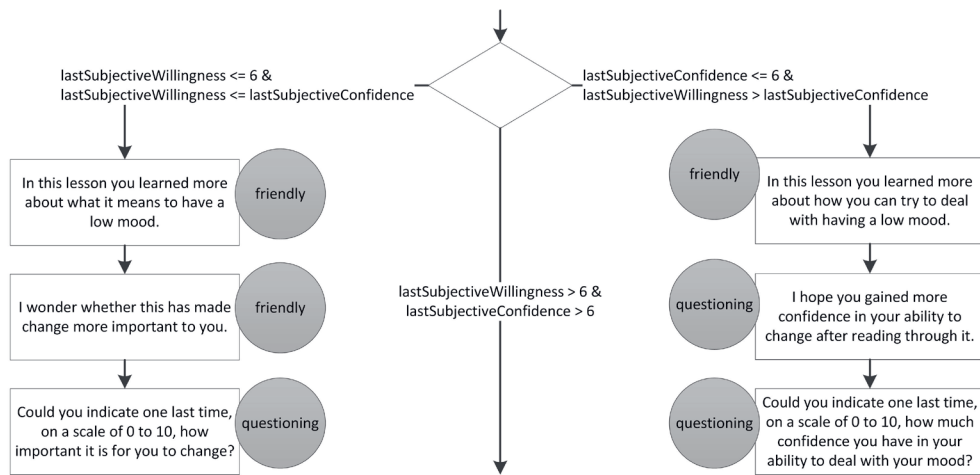 lastSubjectiveWillingness <= 6 &
lastSubjectiveWillingness <= lastSubjectiveConfidence
lastSubjectiveConfidence <= 6 &
lastSubjectiveWillingness > lastSubjectiveConfidence
In this lesson you learned more
about what it means to have a
low mood.
friendly
I wonder whether this has made
change more important to you.
friendly
Could you indicate one last time,
on a scale of 0 to 10, how
important it is for you to change?
questioning
lastSubjectiveWillingness > 6 &
lastSubjectiveConfidence > 6
friendly
In this lesson you learned more
about how you can try to deal
with having a low mood.
questioning
I hope you gained more
confidence in your ability to
change after reading through it.
questioning
Could you indicate one last time,
on a scale of 0 to 10, how much
confidence you have in your
ability to deal with your mood?